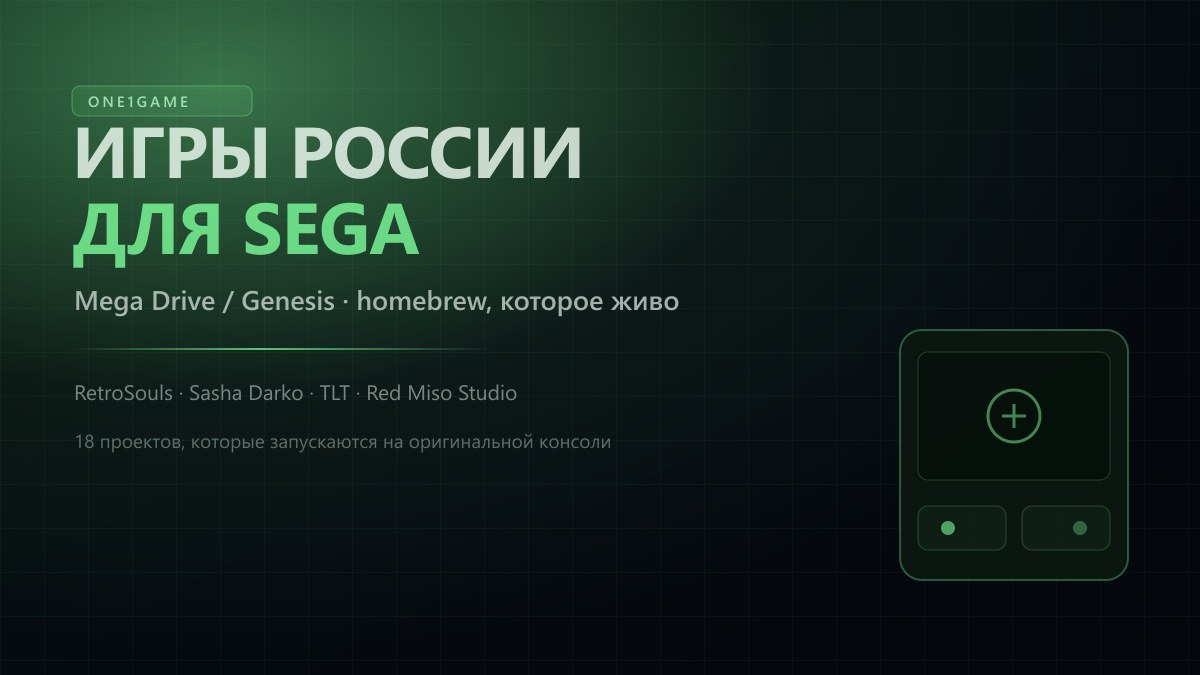 ONE1GAME
ИГРЫ РОССИИ
ДЛЯ SEGA
Mega Drive / Genesis · homebrew, которое живо
RetroSouls · Sasha Darko · TLT · Red Miso Studio
18 проектов, которые запускаются на оригинальной консоли